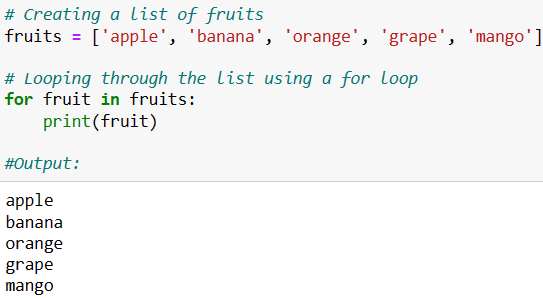 # Creating a list of fruits
fruits = ['apple', 'banana', 'orange', 'grape', 'mango']
# Looping through the list using a for loop
for fruit in fruits:
    print(fruit)
#Output:
apple
banana
orange
grape
mango